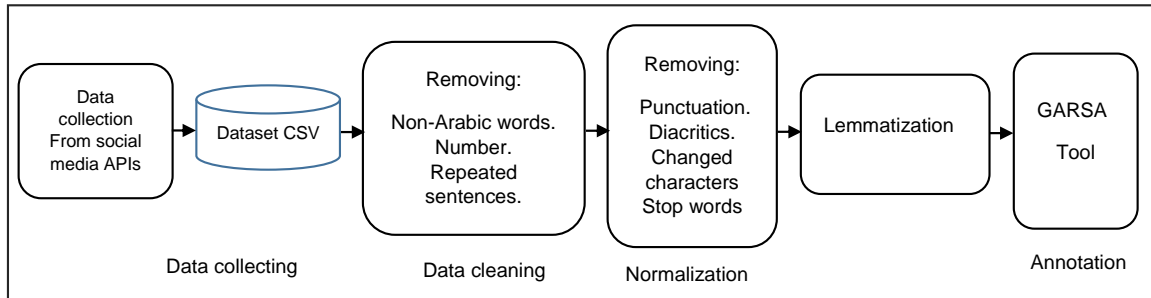 Data
collection
From social
media APIs
Dataset CSV
Removing:
Non-Arabic words.
Number.
Repeated
sentences.
Removing:
Punctuation.
Diacritics.
Changed
characters
Stop words
Lemmatization
GARSA
Tool
Data collecting
Data cleaning
Normalization
Annotation